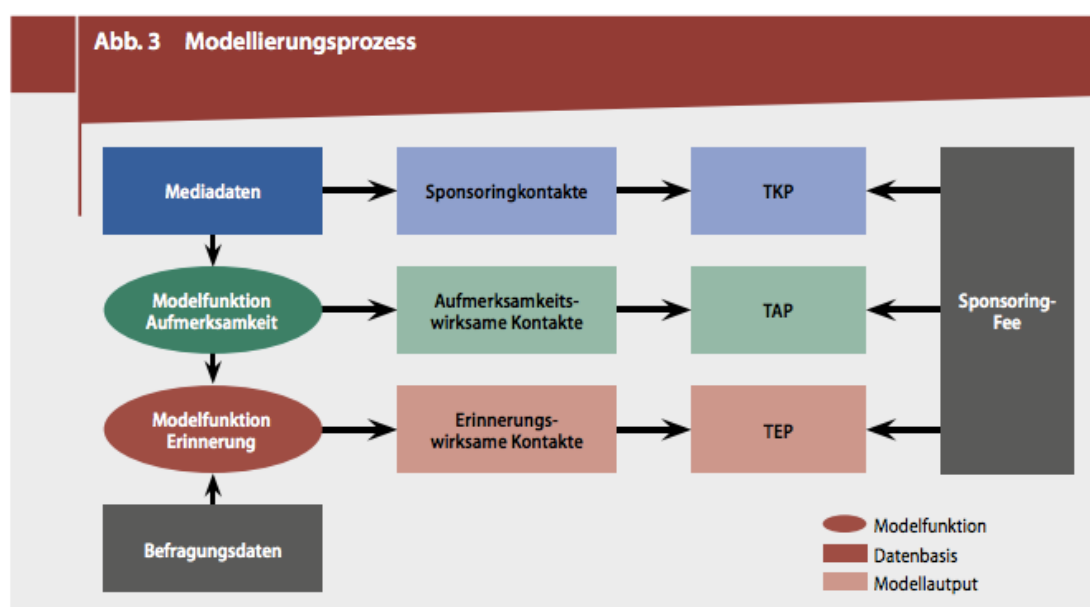 Abb. 3 Modellierungsprozess
Mediadaten
Sponsoringkontakte
TKP
Modelfunktion
Aufmerksamkeit
Aufmerksamkeits-
wirksame Kontakte
TAP
Sponsoring-
Fee
Modelfunktion
Erinnerung
Erinnerungs-
wirksame Kontakte
TEP
Befragungsdaten
Modelfunktion
Datenbasis
Modellautput